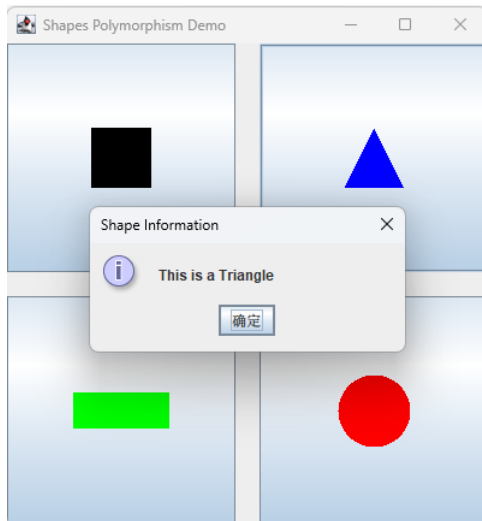 Shapes Polymorphism Demo
Shape Information
This is a Triangle
确定